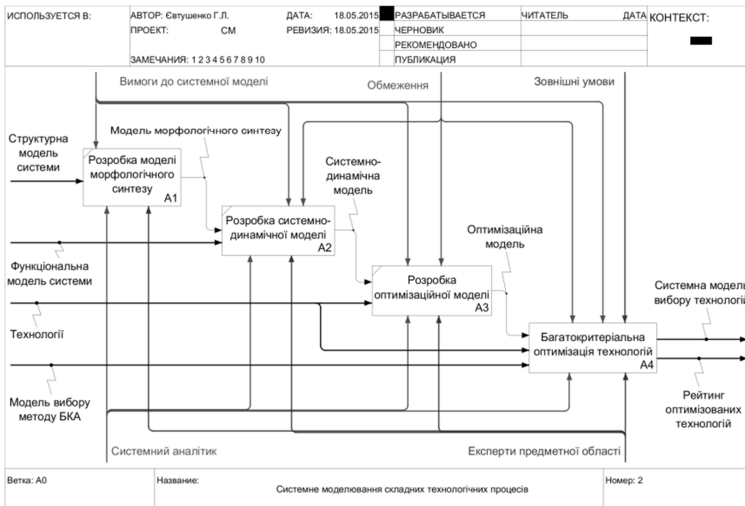 ИСПОЛЬЗУЕТСЯ В:
АВТОР: Євтушенко Г.Л.
ДАТА: 18.05.2015
РАЗРАБАТЫВАЕТСЯ
ЧИТАТЕЛЬ
ДАТА
КОНТЕКСТ:
ПРОЕКТ: СМ
РЕВИЗИЯ: 18.05.2015
ЧЕРНОВИК
РЕКОМЕНДОВАНО
ЗАМЕЧАНИЯ: 1 2 3 4 5 6 7 8 9 10
ПУБЛИКАЦИЯ
Вимоги до системної моделі
Обмеження
Зовнішні умови
Структурна
модель
системи
Модель морфологічного синтезу
Розробка моделі
морфологічного
синтезу
A1
Системно-
динамічна
модель
Розробка системно-
динамічної моделі
A2
Оптимізаційна
модель
Функціональна
модель системи
Розробка
оптимізаційної моделі
A3
Системна модель
вибору технологій
Технології
Багатокритеріальна
оптимізація технологій
A4
Модель вибору
методу БКА
Рейтинг
оптимізованих
технологій
Системний аналітик
Експерти предметної області
Ветка: A0
Название:
Системне моделювання складних технологічних процесів
Номер: 2